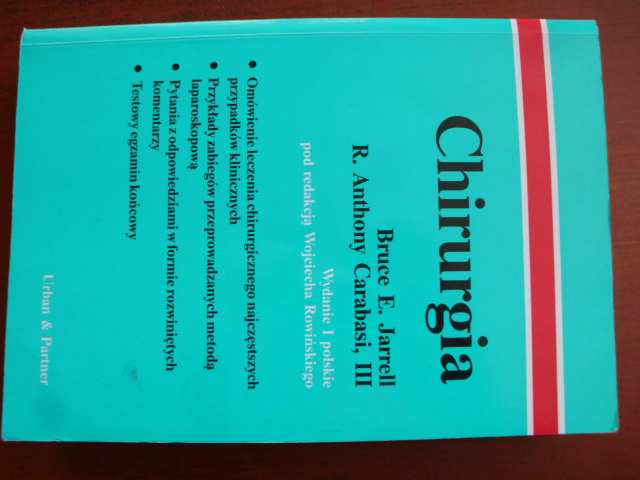 Chirurgia
Bruce E. Jarrell
R. Anthony Carabasi, III
Wydanie I polskie
pod redakcją Wojciecha Rowińskiego
• Omówienie leczenia chirurgicznego najczęstszych
przypadków klinicznych
• Przykłady zabiegów przeprowadzanych metodą
laparoskopową
• Pytania z odpowiedziami w formie rozwiniętych
komentarzy
• Testowy egzamin końcowy
Urban & Partner